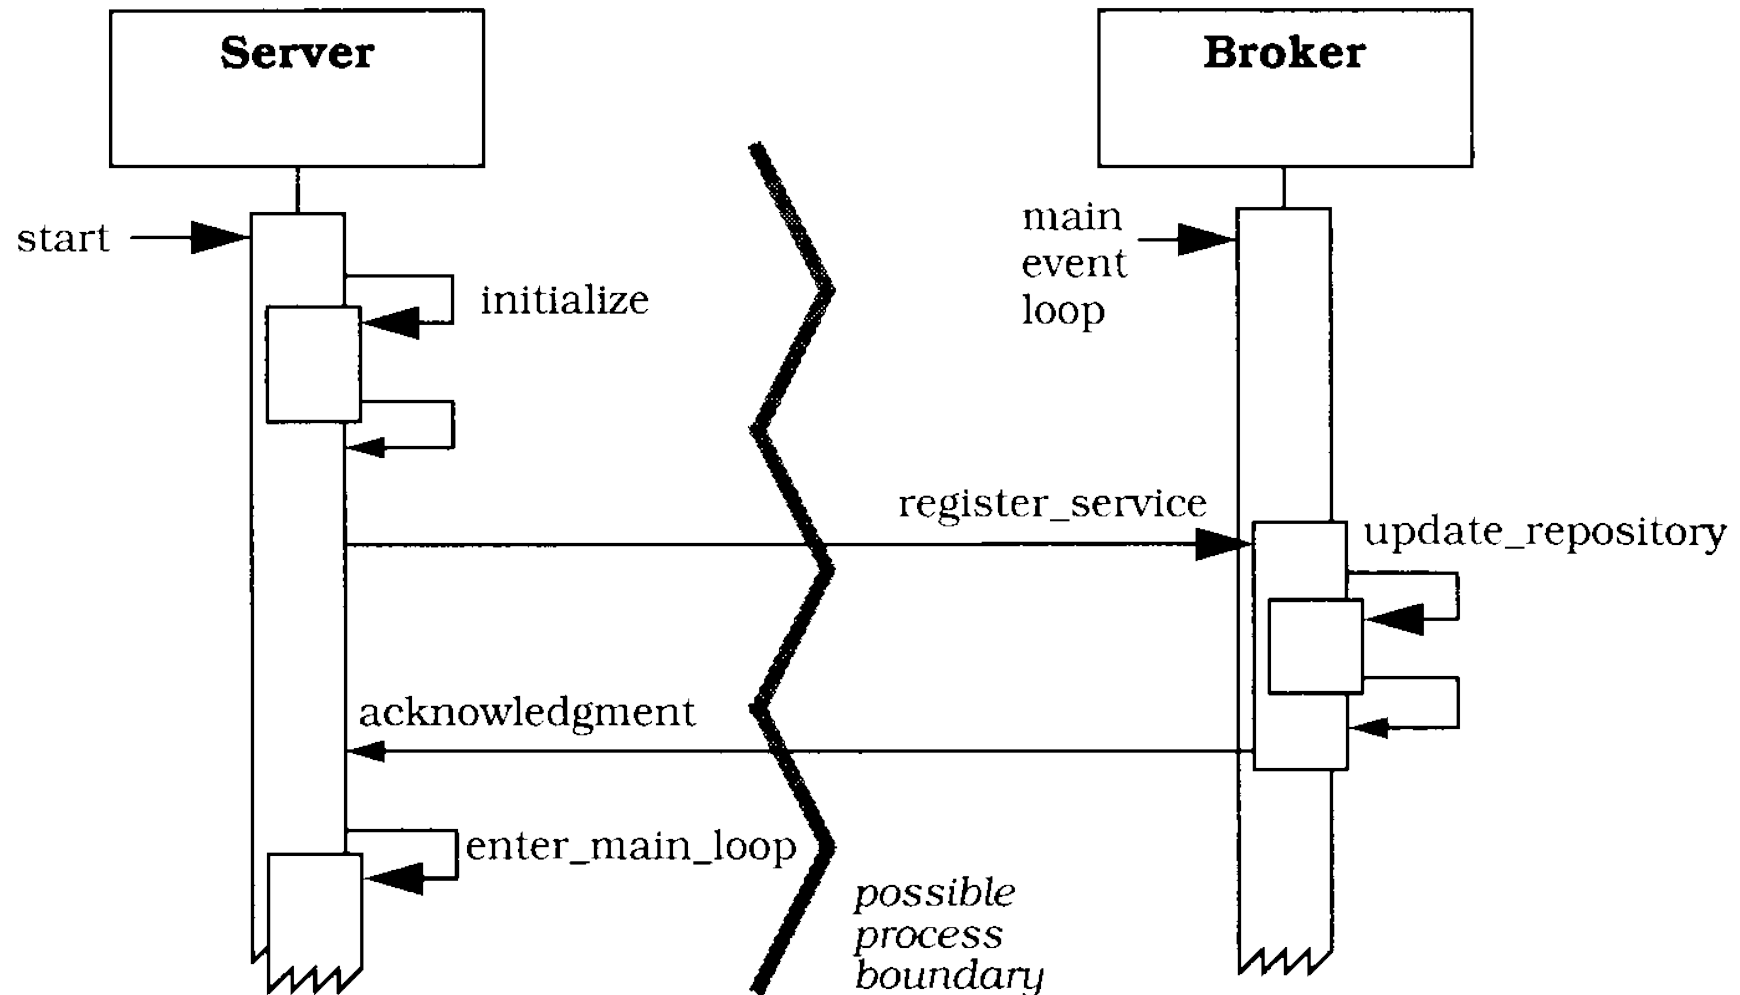 Server
Broker
start
main
event
loop
initialize
register_service
update_repository
acknowledgment
enter_main_loop
possible
process
boundary